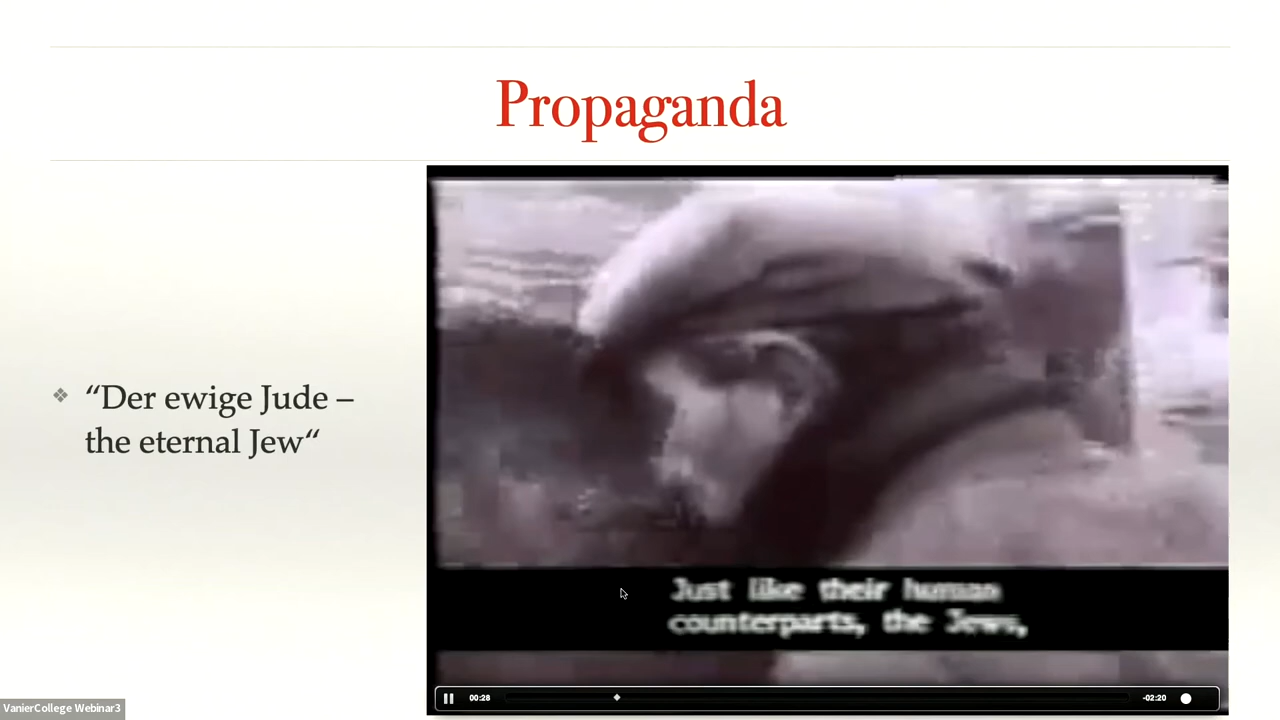 Propaganda
“Der ewige Jude –
the eternal Jew“
Just like their human
counterparts, the Jews,
00:28
-02:20
VanierCollege Webinar3